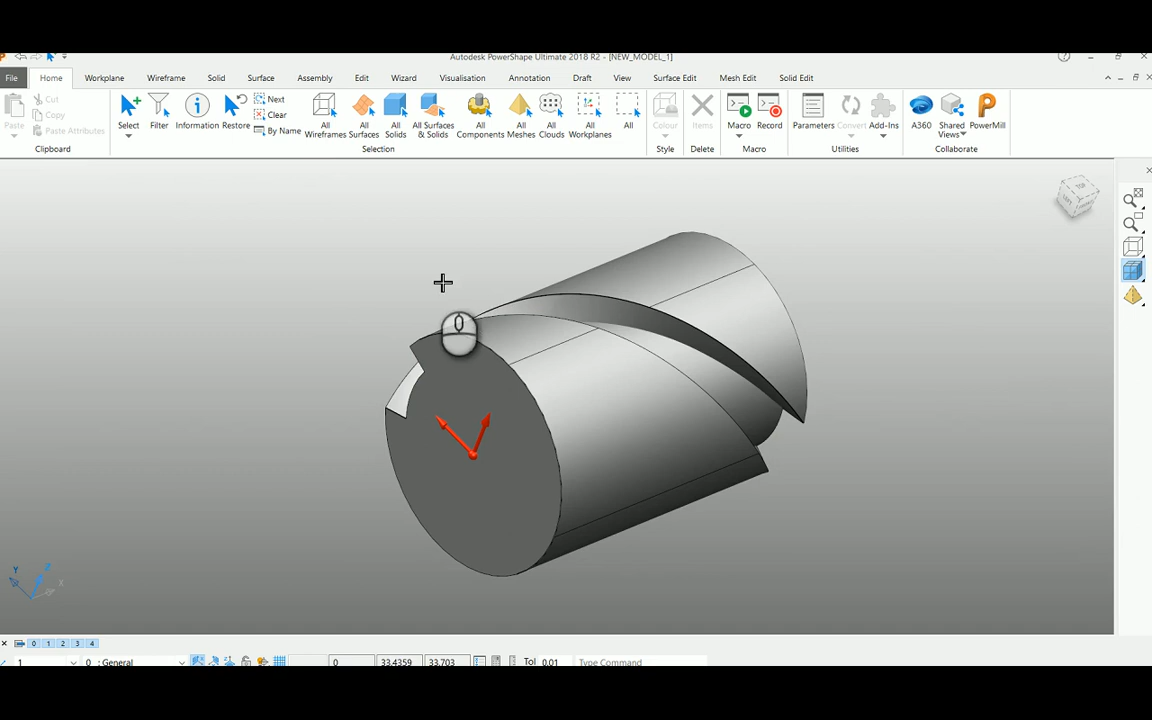 Autodesk PowerShape Ultimate 2018 R2 - [NEW_MODEL_1]
File Home Workplane Wireframe Solid Surface Assembly Edit Wizard Visualisation Annotation Draft View Surface Edit Mesh Edit Solid Edit
Paste
Cut
Copy
Paste Attributes
Clipboard
Select
Filter
Information
Restore
Next
Clear
By Name
All Wireframes
All Surfaces
All Solids
All Surfaces & Solids
All Components
All Meshes
All Clouds
All Workplanes
All
Selection
Colour
Style
Items
Delete
Macro
Record
Macro
Parameters
Convert
Add-Ins
Utilities
A360
Shared Views
PowerMill
Collaborate
Y Z X
0 1 2 3 4
1 0 : General 0 33.4359 33.703 Tol 0.01 Type Command